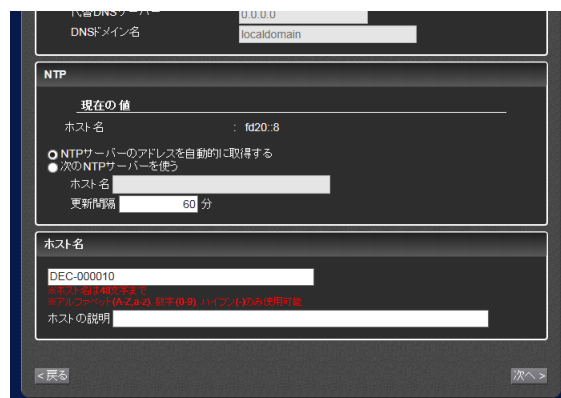 代替DNSサーバー 0.0.0.0
DNSドメイン名 localdomain
NTP
現在の値
ホスト名 : fd20::8
NTPサーバーのアドレスを自動的に取得する
次のNTPサーバーを使う
ホスト名
更新間隔 60 分
ホスト名
DEC-000010
※ホスト名は48文字まで
※アルファベット(A-Z,a-z), 数字(0-9), ハイフン(-)のみ使用可能
ホストの説明
<戻る 次へ>